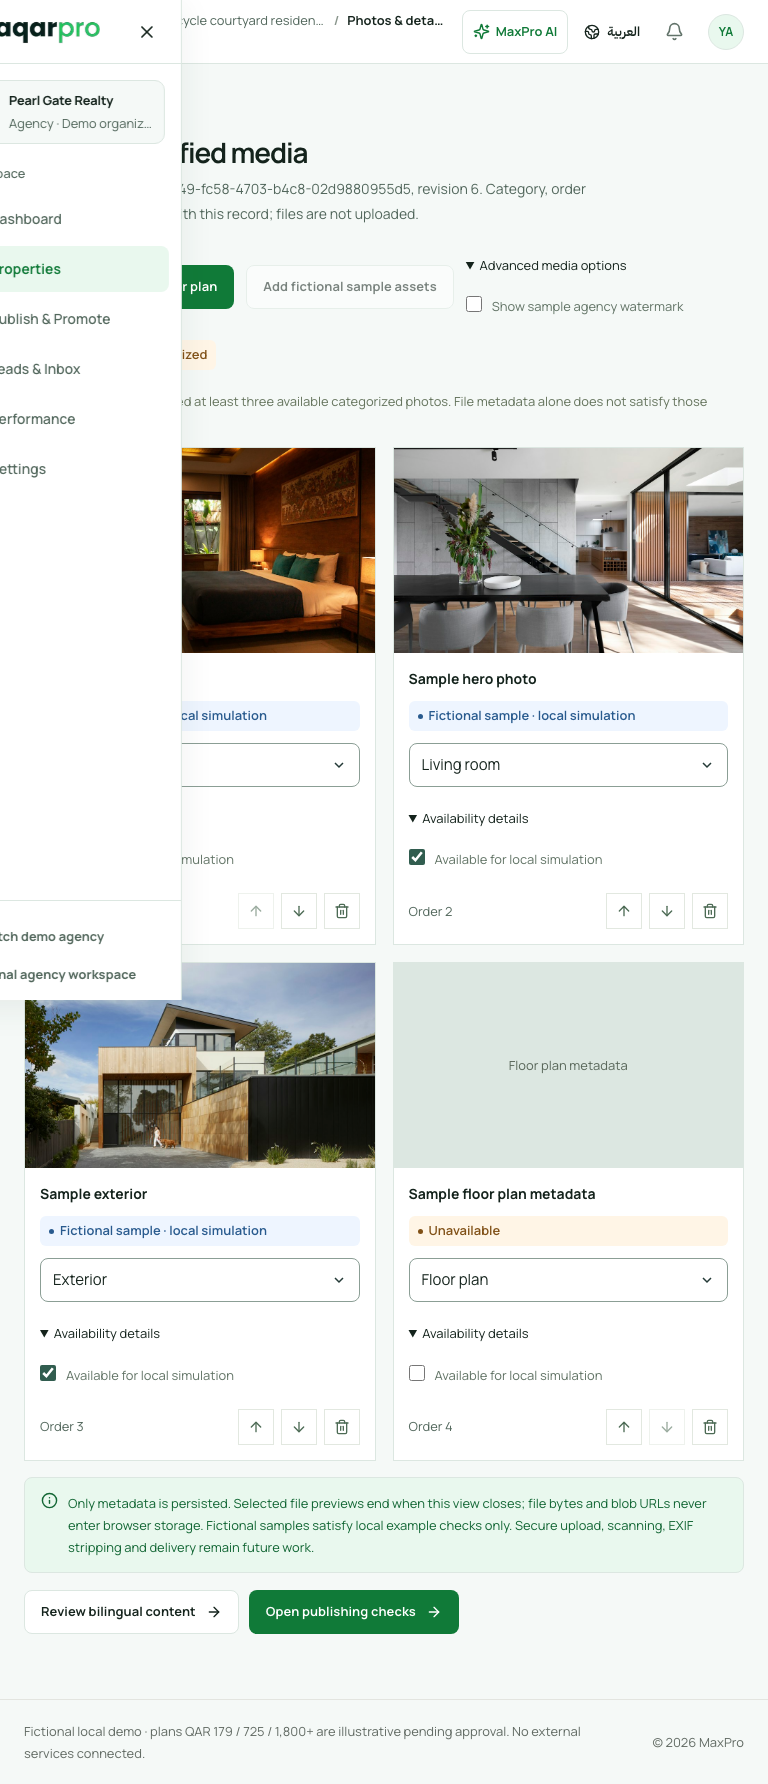 aqarpro
cycle courtyard residen… / Photos & deta…
MaxPro AI
العربية
YA
Pearl Gate Realty
Agency · Demo organiz…
pace
ashboard
roperties
ublish & Promote
eads & Inbox
erformance
ettings
tch demo agency
nal agency workspace
fied media
49-fc58-4703-b4c8-02d9880955d5, revision 6. Category, order
th this record; files are not uploaded.
r plan
Add fictional sample assets
Advanced media options
Show sample agency watermark
ized
ed at least three available categorized photos. File metadata alone does not satisfy those
cal simulation
mulation
Sample hero photo
Fictional sample · local simulation
Living room
Availability details
Available for local simulation
Order 2
Sample exterior
Fictional sample · local simulation
Exterior
Availability details
Available for local simulation
Order 3
Floor plan metadata
Sample floor plan metadata
Unavailable
Floor plan
Availability details
Available for local simulation
Order 4
Only metadata is persisted. Selected file previews end when this view closes; file bytes and blob URLs never
enter browser storage. Fictional samples satisfy local example checks only. Secure upload, scanning, EXIF
stripping and delivery remain future work.
Review bilingual content
Open publishing checks
Fictional local demo · plans QAR 179 / 725 / 1,800+ are illustrative pending approval. No external
services connected.
© 2026 MaxPro